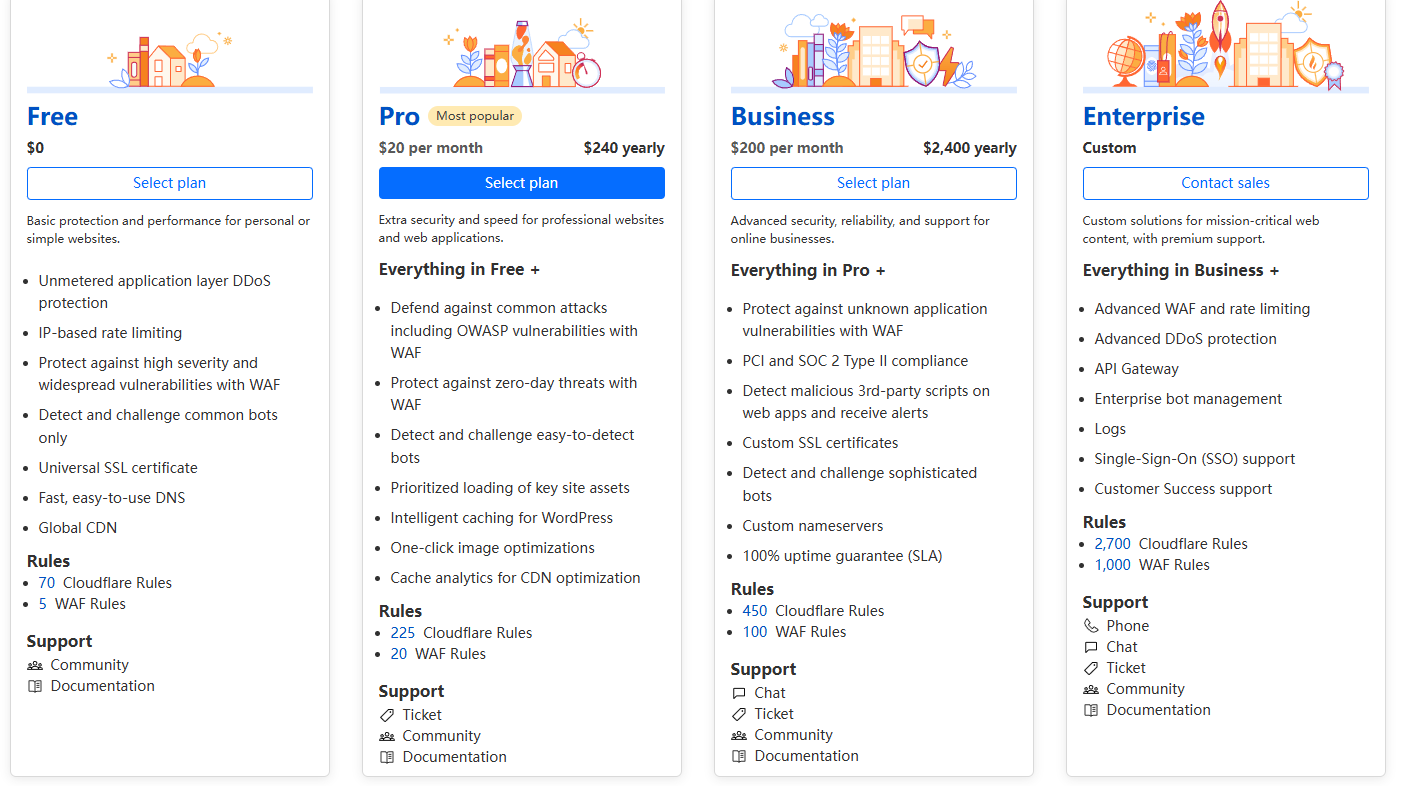 Free
$0
Select plan
Basic protection and performance for personal or
simple websites.
Unmetered application layer DDoS
protection
IP-based rate limiting
Protect against high severity and
widespread vulnerabilities with WAF
Detect and challenge common bots
only
Universal SSL certificate
Fast, easy-to-use DNS
Global CDN
Rules
70 Cloudflare Rules
5 WAF Rules
Support
Community
Documentation
Pro Most popular
$20 per month $240 yearly
Select plan
Extra security and speed for professional websites
and web applications.
Everything in Free +
Defend against common attacks
including OWASP vulnerabilities with
WAF
Protect against zero-day threats with
WAF
Detect and challenge easy-to-detect
bots
Prioritized loading of key site assets
Intelligent caching for WordPress
One-click image optimizations
Cache analytics for CDN optimization
Rules
225 Cloudflare Rules
20 WAF Rules
Support
Ticket
Community
Documentation
Business
$200 per month $2,400 yearly
Select plan
Advanced security, reliability, and support for
online businesses.
Everything in Pro +
Protect against unknown application
vulnerabilities with WAF
PCI and SOC 2 Type II compliance
Detect malicious 3rd-party scripts on
web apps and receive alerts
Custom SSL certificates
Detect and challenge sophisticated
bots
Custom nameservers
100% uptime guarantee (SLA)
Rules
450 Cloudflare Rules
100 WAF Rules
Support
Chat
Ticket
Community
Documentation
Enterprise
Custom
Contact sales
Custom solutions for mission-critical web
content, with premium support.
Everything in Business +
Advanced WAF and rate limiting
Advanced DDoS protection
API Gateway
Enterprise bot management
Logs
Single-Sign-On (SSO) support
Customer Success support
Rules
2,700 Cloudflare Rules
1,000 WAF Rules
Support
Phone
Chat
Ticket
Community
Documentation